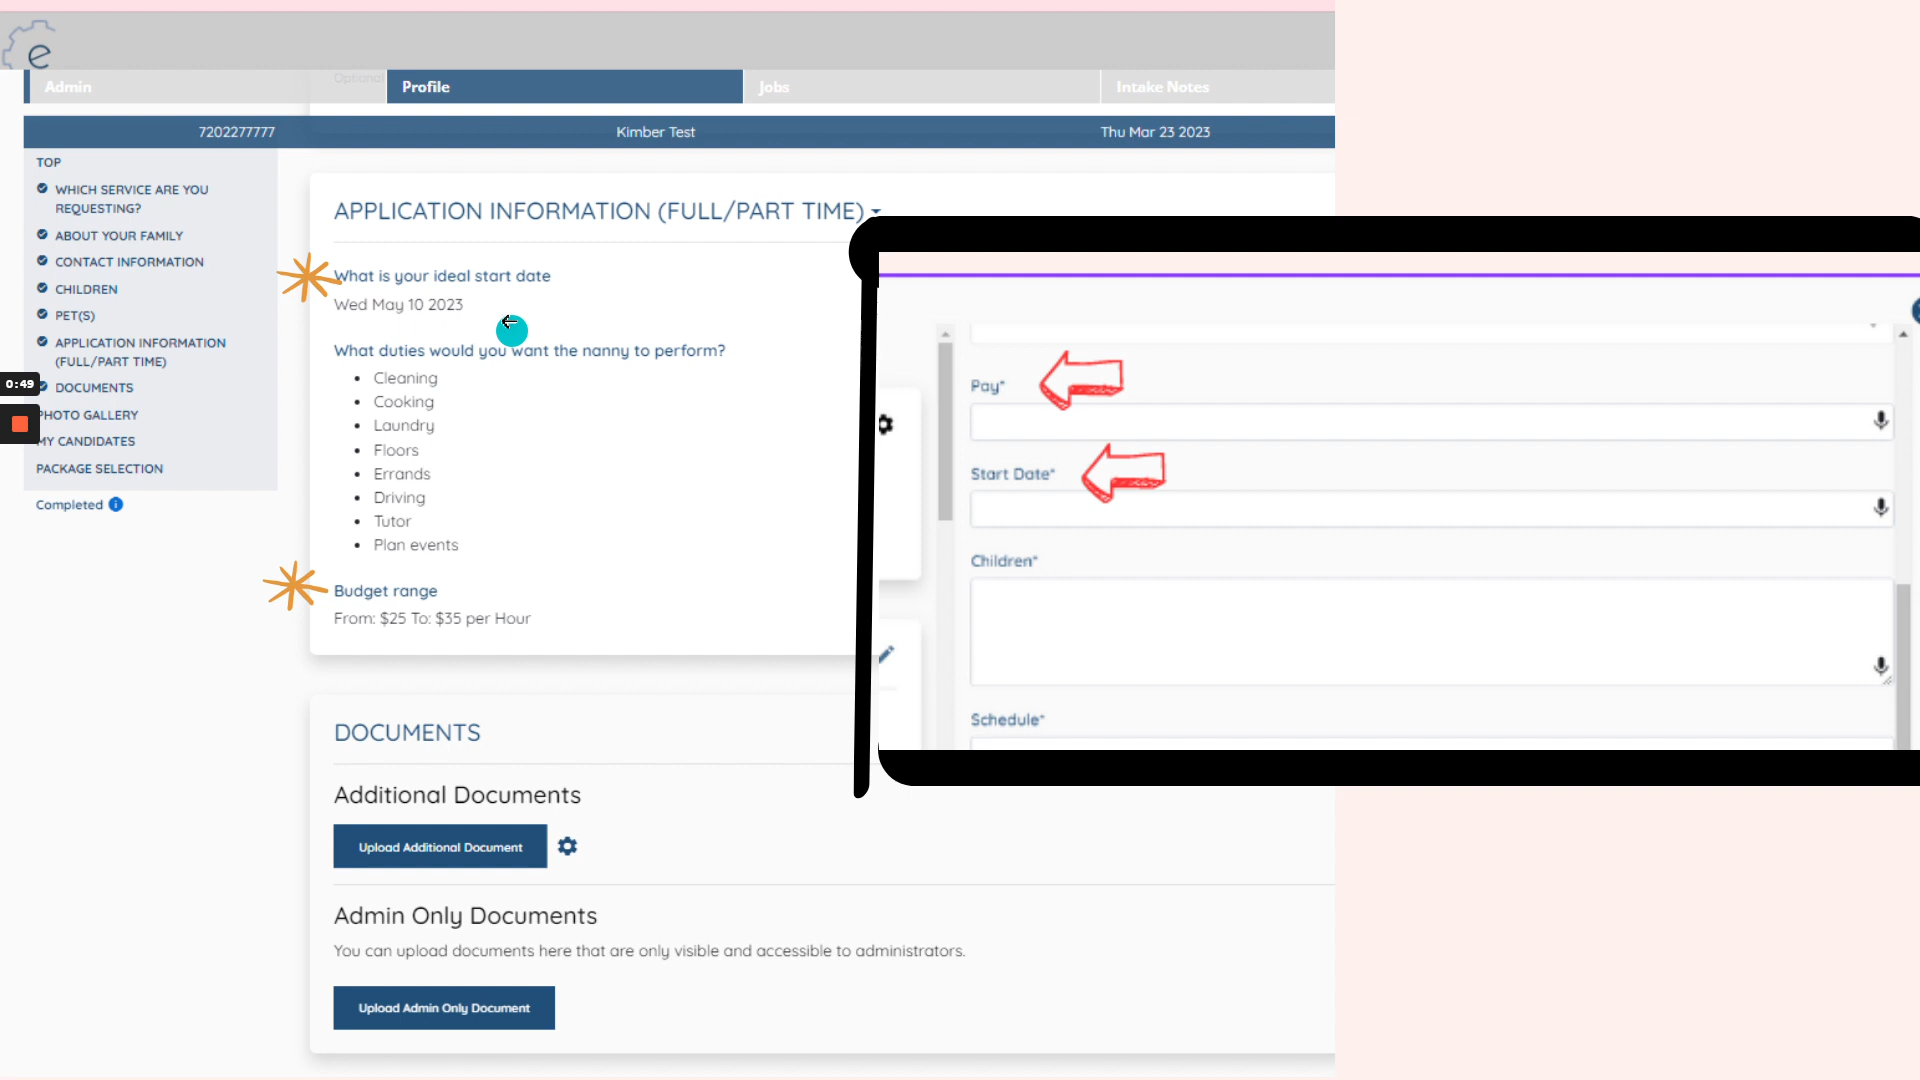 e
Optional
Admin
Profile
Jobs
Intake Notes
7202277777
Kimber Test
Thu Mar 23 2023
TOP
WHICH SERVICE ARE YOU
REQUESTING?
ABOUT YOUR FAMILY
CONTACT INFORMATION
CHILDREN
PET(S)
APPLICATION INFORMATION
(FULL/PART TIME)
DOCUMENTS
PHOTO GALLERY
MY CANDIDATES
PACKAGE SELECTION
Completed
0:49
APPLICATION INFORMATION (FULL/PART TIME)
What is your ideal start date
Wed May 10 2023
What duties would you want the nanny to perform?
Cleaning
Cooking
Laundry
Floors
Errands
Driving
Tutor
Plan events
Budget range
From: $25 To: $35 per Hour
DOCUMENTS
Additional Documents
Upload Additional Document
Admin Only Documents
You can upload documents here that are only visible and accessible to administrators.
Upload Admin Only Document
Pay*
Start Date*
Children*
Schedule*